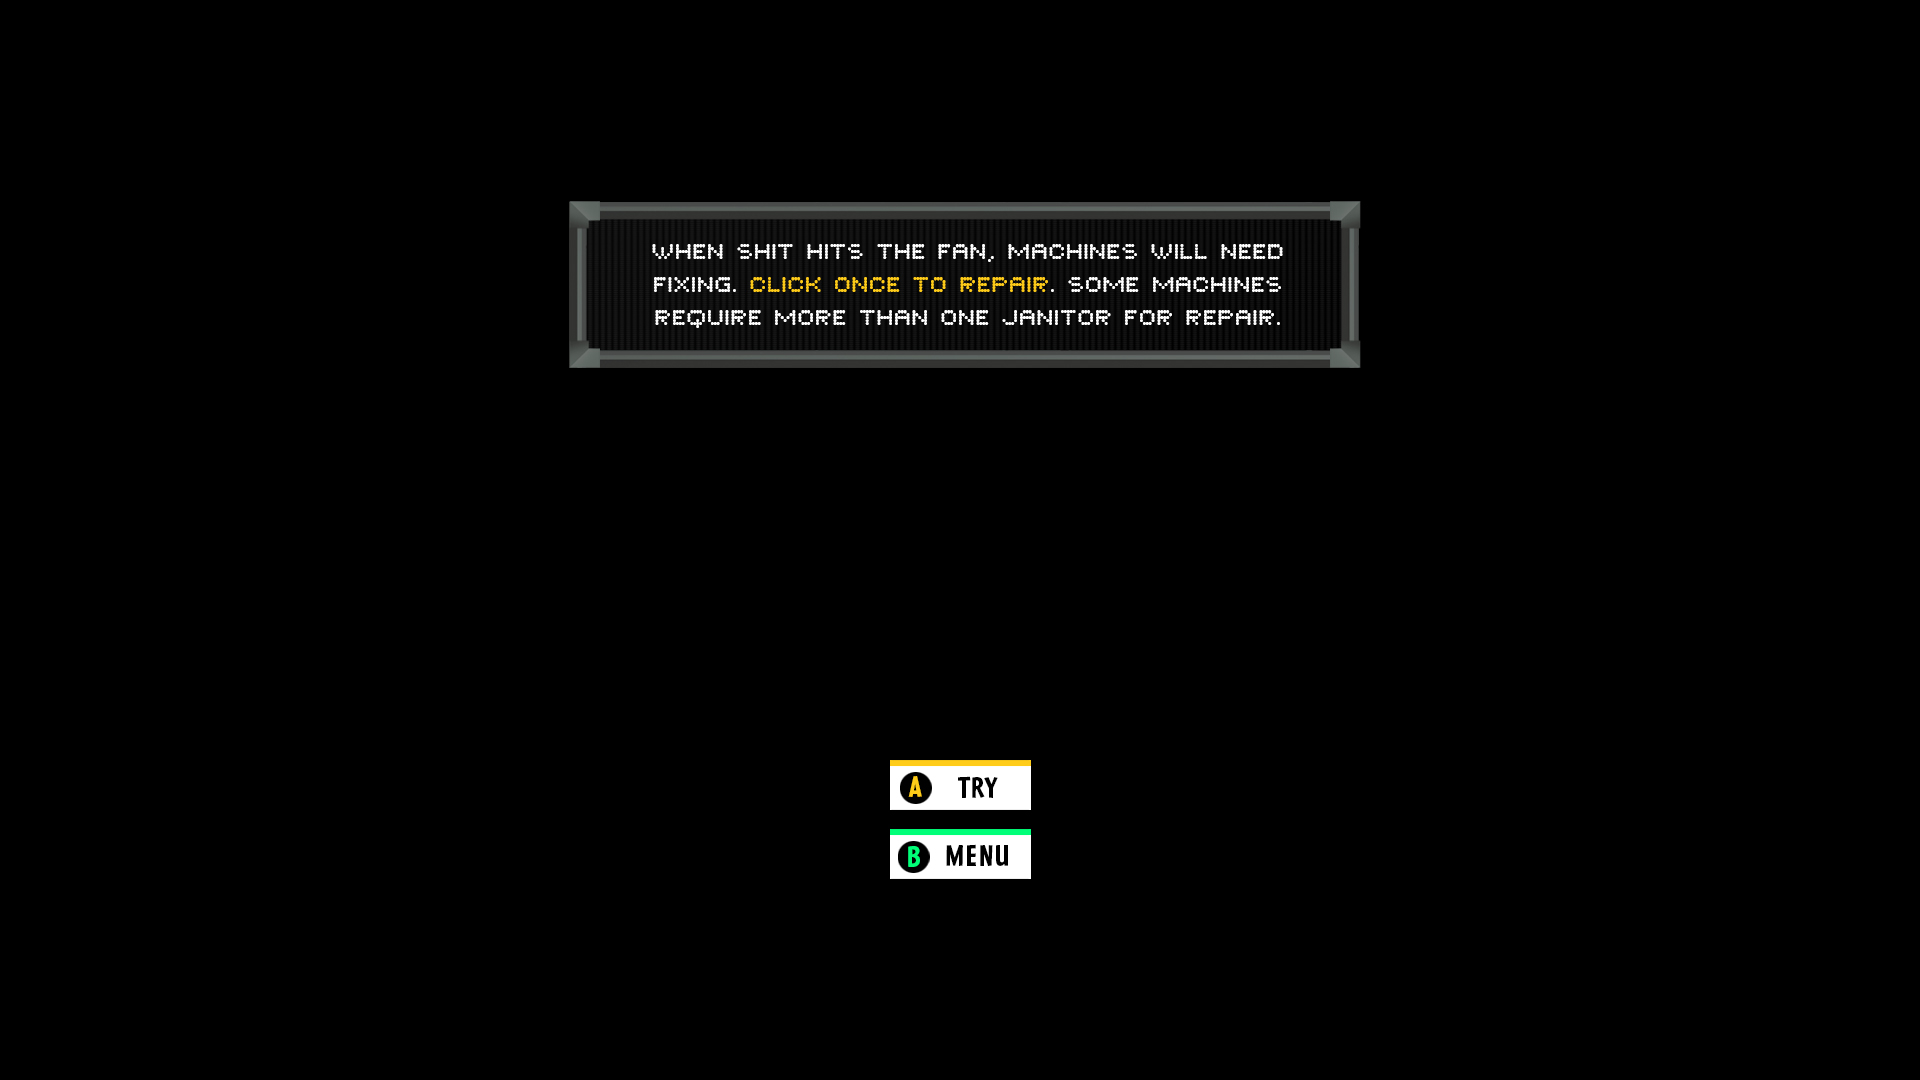 WHEN SHIT HITS THE FAN, MACHINES WILL NEED
FIXING. CLICK ONCE TO REPAIR. SOME MACHINES
REQUIRE MORE THAN ONE JANITOR FOR REPAIR.
A TRY
B MENU